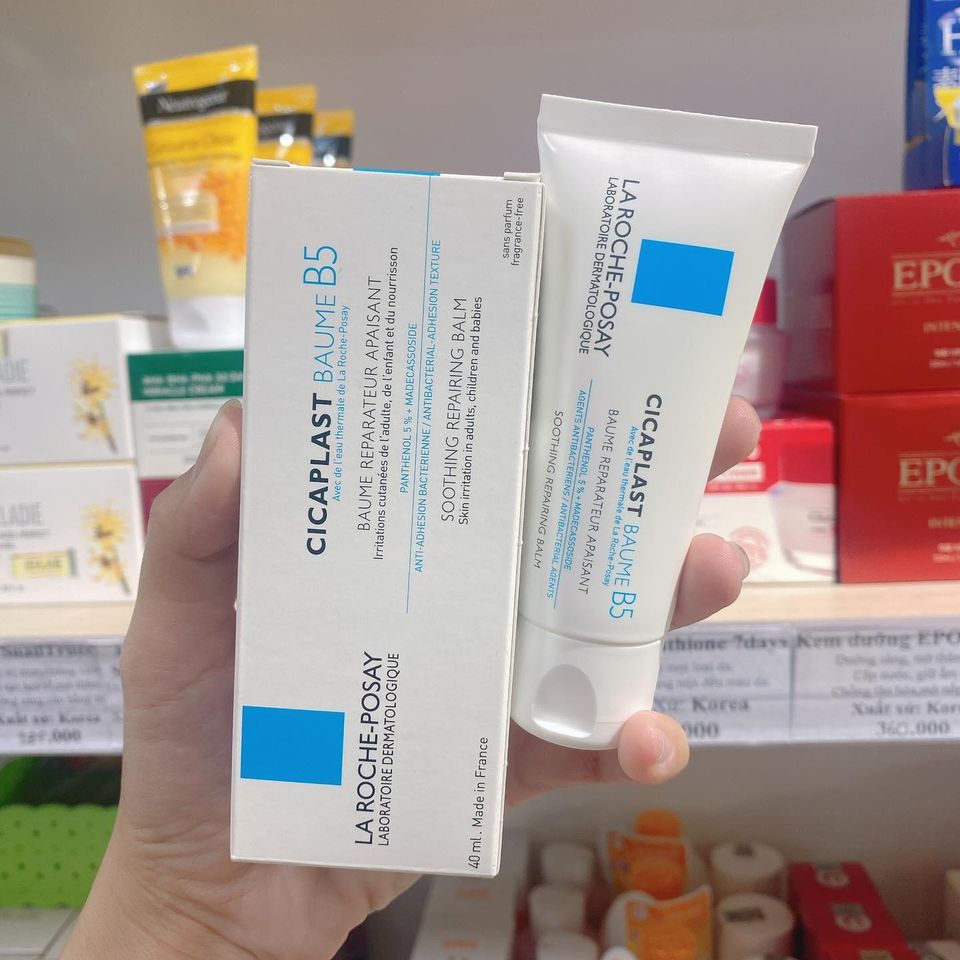 CICAPLAST BAUME B5
Avec de l'eau thermale de La Roche-Posay
BAUME REPARATEUR APAISANT
Irritations cutanées de l'adulte, de l'enfant et du nourrisson
PANTHENOL 5 % + MADECASSOSIDE
ANTI-ADHESION BACTERIENNE / ANTIBACTERIAL-ADHESION TEXTURE
SOOTHING REPAIRING BALM
Skin irritation in adults, children and babies
sans parfum
fragrance-free
LA ROCHE-POSAY
LABORATOIRE DERMATOLOGIQUE
40 ml . Made in France
LA ROCHE-POSAY
LABORATOIRE DERMATOLOGIQUE
CICAPLAST BAUME B5
Avec de l'eau thermale de La Roche-Posay
BAUME REPARATEUR APAISANT
PANTHENOL 5 % + MADECASSOSIDE
AGENTS ANTIBACTERIENS / ANTIBACTERIAL AGENTS
SOOTHING REPAIRING BALM
Neutrogena
EPO
EPO
7days
Korea
000
Kem dưỡng EPO
Xuất xứ: Kor
360.000
000